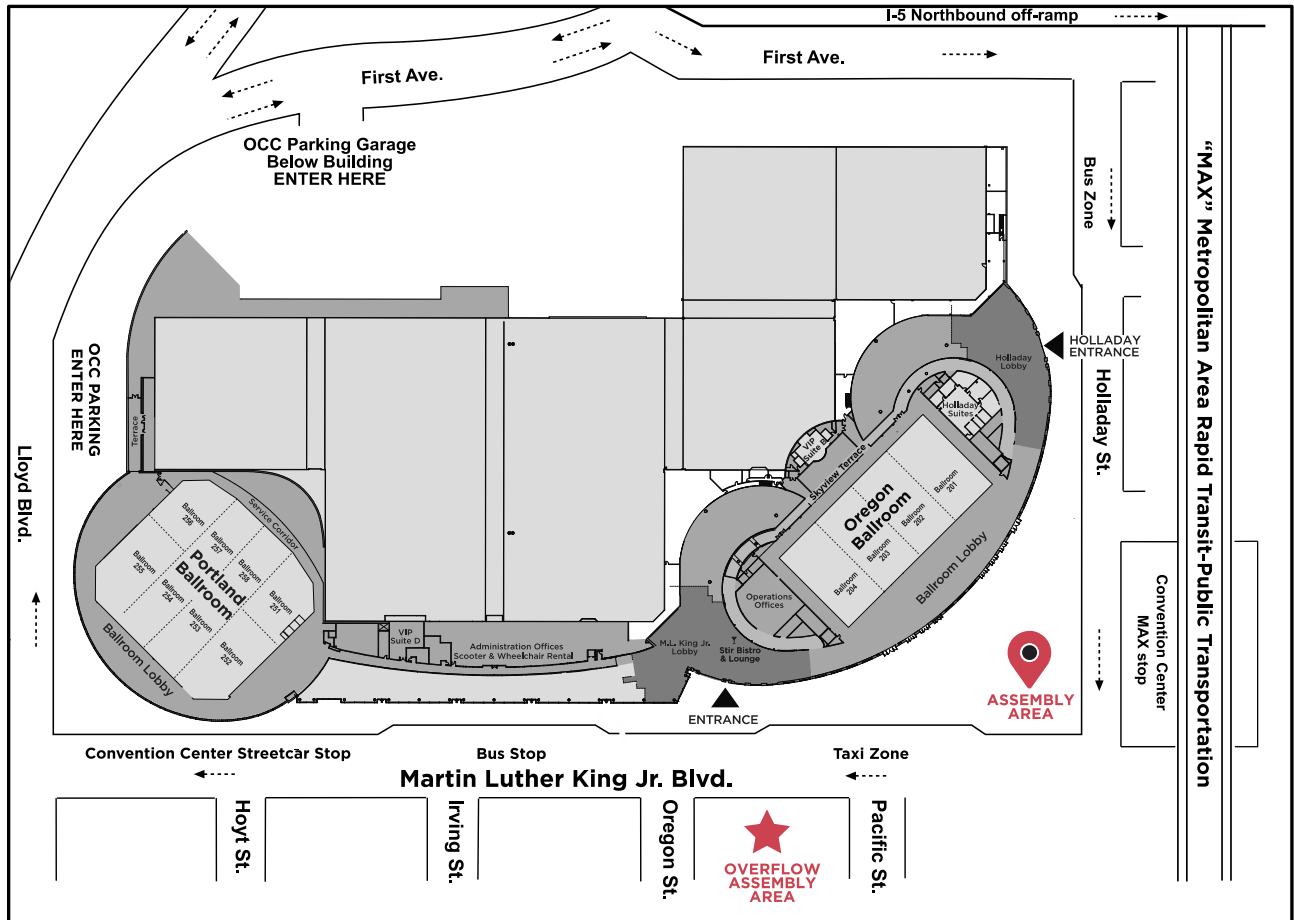 I-5 Northbound off-ramp
First Ave.
First Ave.
OCC Parking Garage
Below Building
ENTER HERE
Bus Zone
"MAX" Metropolitan Area Rapid Transit-Public Transportation
HOLLADAY
ENTRANCE
Holladay
Lobby
Holladay St.
OCC PARKING
ENTER HERE
Lloyd Blvd.
Terrace
Holladay
Suites
VIP
Suite B
Skyview Terrace
Oregon
Ballroom
Ballroom
201
Ballroom
202
Ballroom
203
Ballroom
204
Ballroom Lobby
Service Corridor
Portland
Ballroom
Ballroom
256
Ballroom
257
Ballroom
258
Ballroom
251
Ballroom
255
Ballroom
254
Ballroom
253
Ballroom
252
Ballroom Lobby
Operations
Offices
VIP
Suite D
Administration Offices
Scooter & Wheelchair Rental
M.L. King Jr.
Lobby
Stir Bistro
& Lounge
ENTRANCE
ASSEMBLY
AREA
Convention Center
MAX stop
Convention Center Streetcar Stop
Bus Stop
Taxi Zone
Martin Luther King Jr. Blvd.
Hoyt St.
Irving St.
Oregon St.
Pacific St.
OVERFLOW
ASSEMBLY
AREA